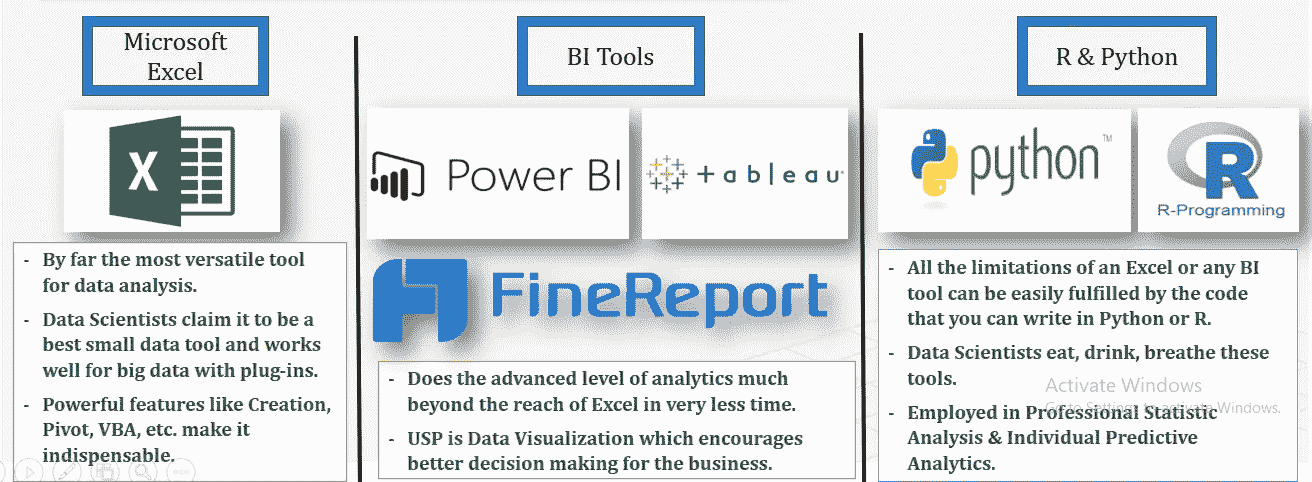 Microsoft
Excel
X
- By far the most versatile tool
for data analysis.
- Data Scientists claim it to be a
best small data tool and works
well for big data with plug-ins.
- Powerful features like Creation,
Pivot, VBA, etc. make it
indispensable.
BI Tools
Power BI
+ a b l e a u
FineReport
- Does the advanced level of analytics much
beyond the reach of Excel in very less time.
- USP is Data Visualization which encourages
better decision making for the business.
R & Python
python™
R
R-Programming
- All the limitations of an Excel or any BI
tool can be easily fulfilled by the code
that you can write in Python or R.
- Data Scientists eat, drink, breathe these
tools.
- Employed in Professional Statistic
Analysis & Individual Predictive
Analytics.
Activate Windows
Go to Settings to activate Windows.